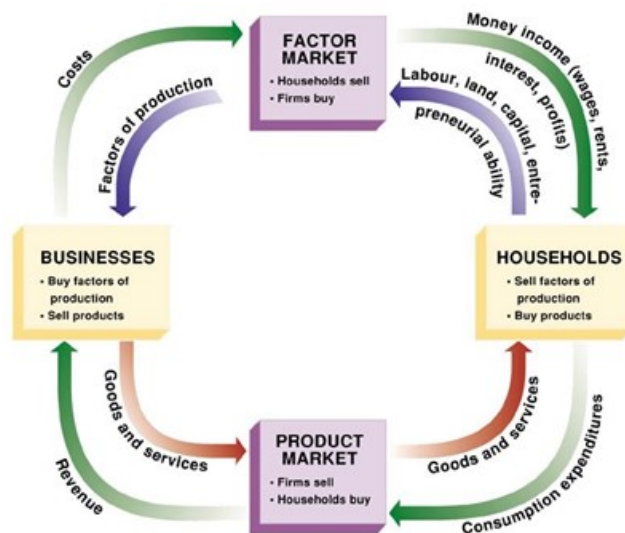 FACTOR
MARKET
• Households sell
• Firms buy
Costs
Factors of production
Money income (wages, rents,
interest, profits)
Labour, land, capital, entre-
preneurial ability
BUSINESSES
• Buy factors of
production
• Sell products
HOUSEHOLDS
• Sell factors of
production
• Buy products
Goods and services
Revenue
PRODUCT
MARKET
• Firms sell
• Households buy
Goods and services
Consumption expenditures